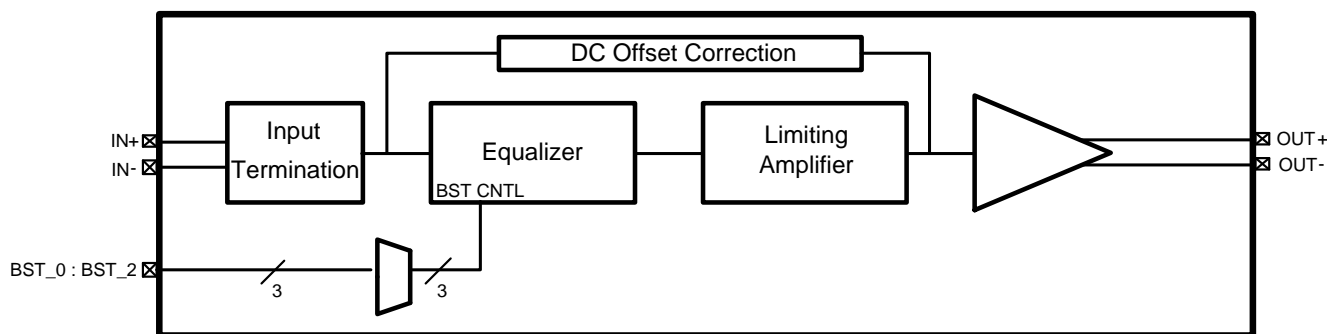 DC Offset Correction
IN+
IN-
Input
Termination
Equalizer
BST CNTL
Limiting
Amplifier
OUT+
OUT-
BST_0 : BST_2
3
3